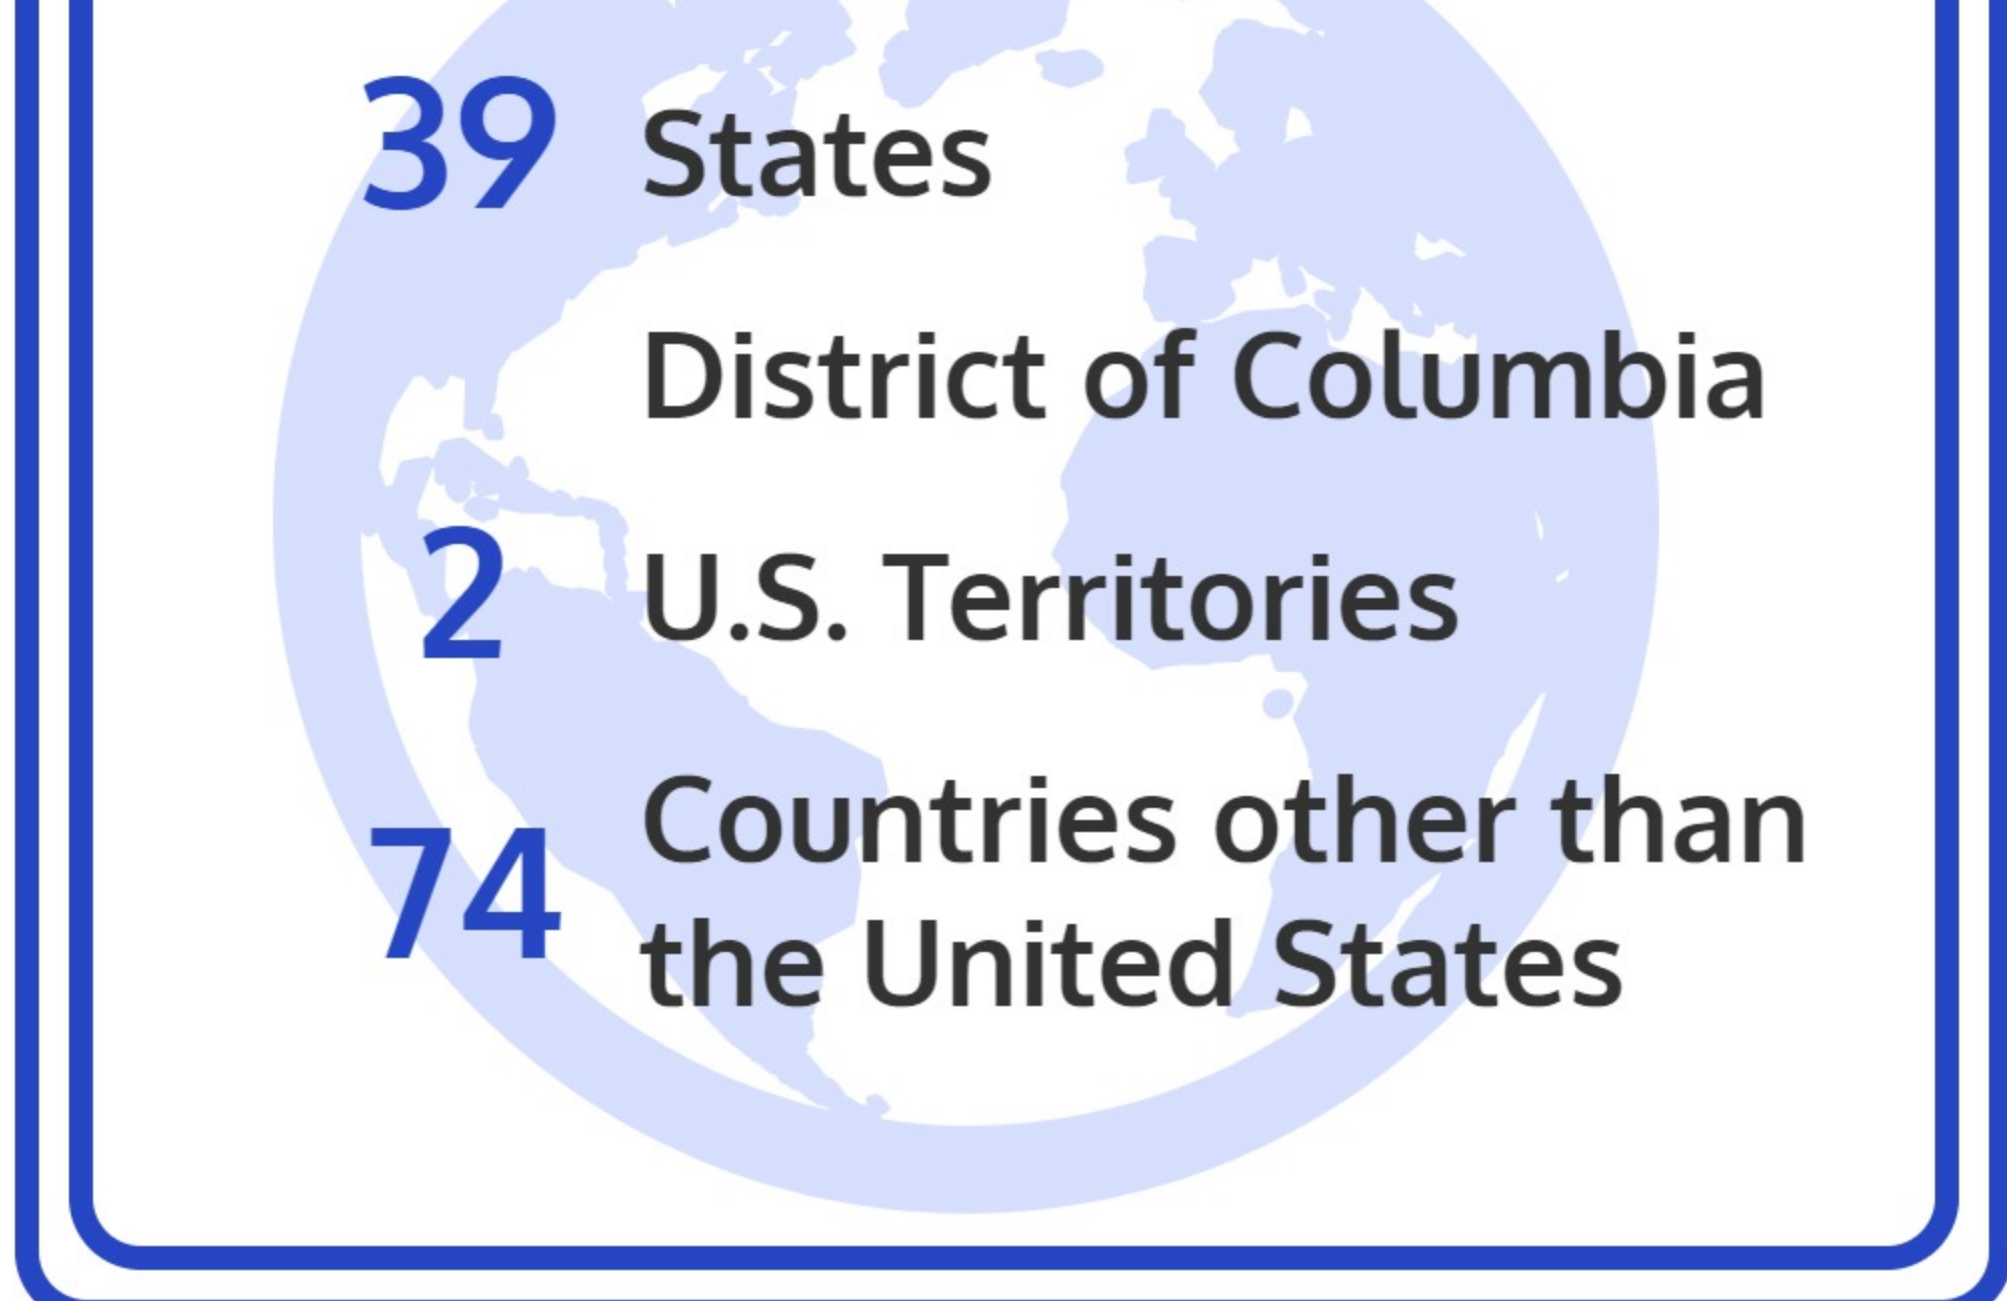 39 States
District of Columbia
2 U.S. Territories
74 Countries other than
the United States